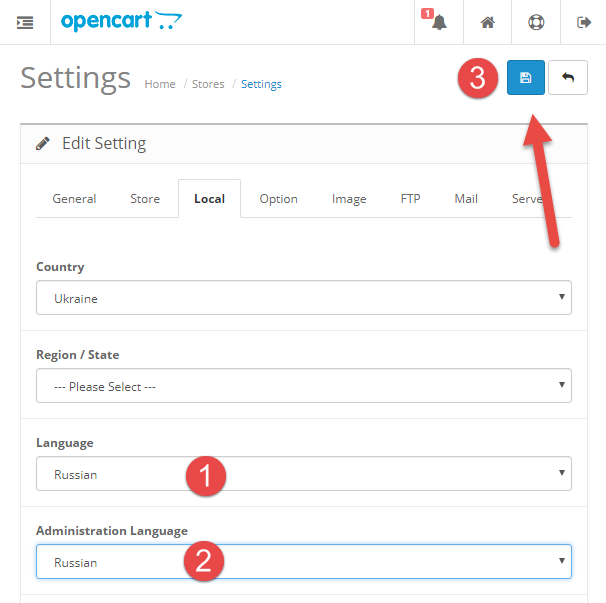 opencart
1
Settings
Home / Stores / Settings
3
Edit Setting
General Store Local Option Image FTP Mail Serve
Country
Ukraine
Region / State
--- Please Select ---
Language
Russian
1
Administration Language
Russian
2